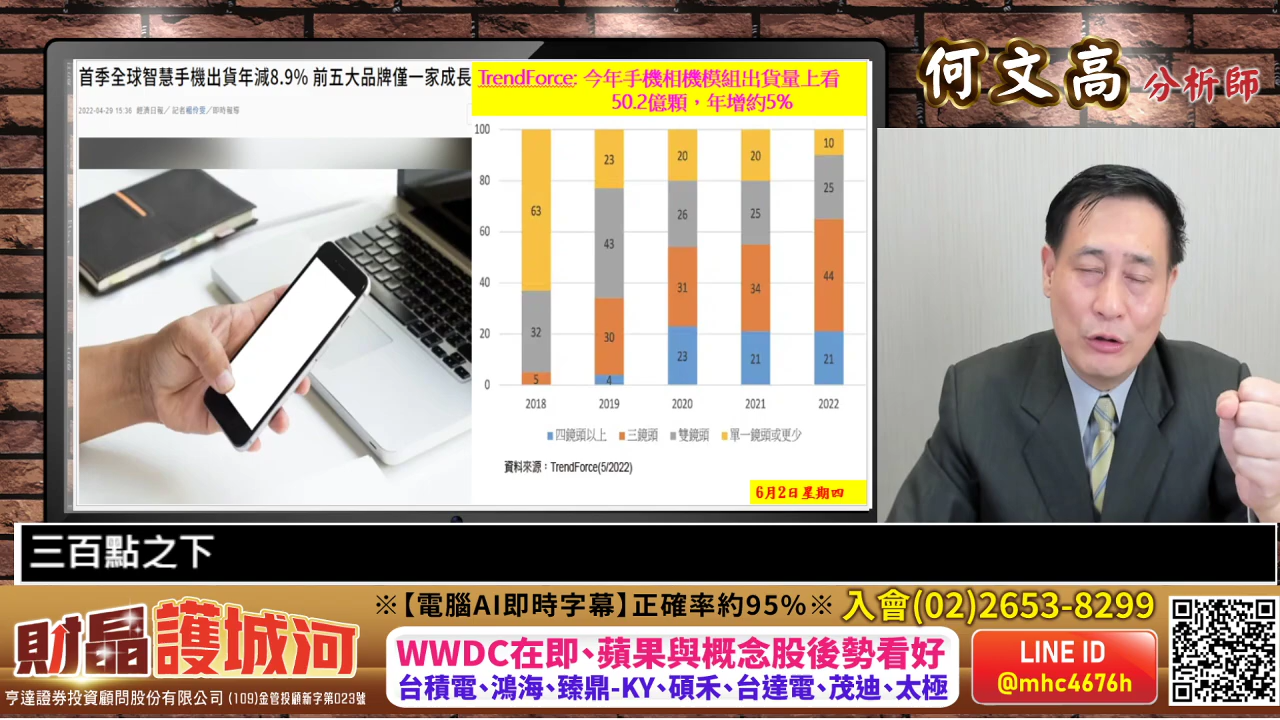 首季全球智慧手機出貨年減8.9% 前五大品牌僅一家成長
2022-04-29 15:36 經濟日報／ 記者楊伶雯／即時報導
TrendForce: 今年手機相機模組出貨量上看
50.2億顆，年增約5%
100
80
60
40
20
0
63
32
5
23
43
30
4
20
26
31
23
20
25
34
21
10
25
44
21
2018
2019
2020
2021
2022
四鏡頭以上 三鏡頭 雙鏡頭 單一鏡頭或更少
資料來源：TrendForce(5/2022)
6月2日星期四
何文高 分析師
三百點之下
※【電腦AI即時字幕】正確率約95%※ 入會(02)2653-8299
財晶護城河
亨達證券投資顧問股份有限公司 (109)金管投顧新字第023號
WWDC在即、蘋果與概念股後勢看好
台積電、鴻海、臻鼎-KY、碩禾、台達電、茂迪、太極
LINE ID
@mhc4676h